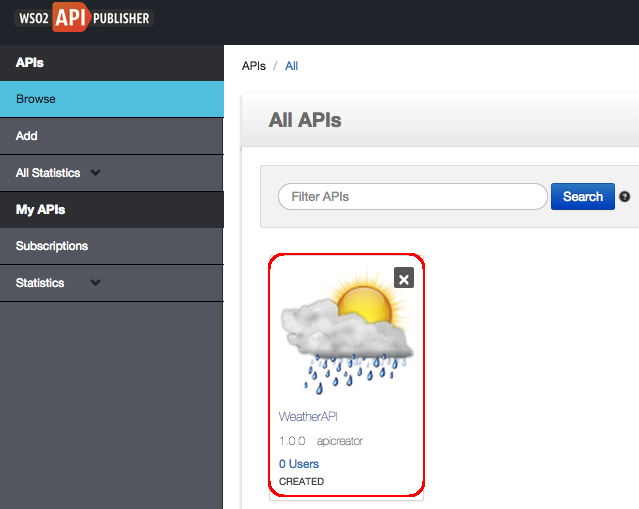 WSO2 API PUBLISHER
APIs
Browse
Add
All Statistics
My APIs
Subscriptions
Statistics
APIs / All
All APIs
Filter APIs
Search ?
WeatherAPI
1.0.0 apicreator
0 Users
CREATED